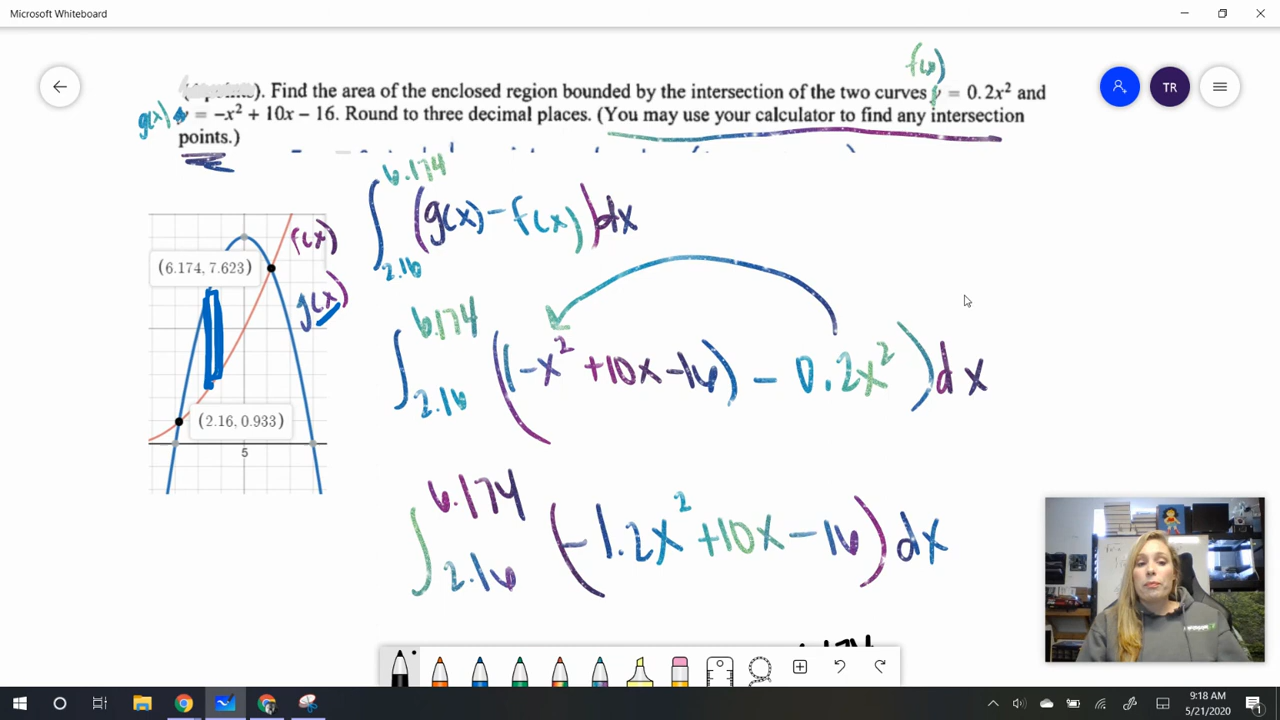 Microsoft Whiteboard
f(x)
. Find the area of the enclosed region bounded by the intersection of the two curves y = 0.2x² and
g(x) y = −x² + 10x − 16. Round to three decimal places. (You may use your calculator to find any intersection
points.)
TR
∫ 2.16 6.174 (g(x) − f(x)) dx
f(x)
(6.174, 7.623)
g(x)
(2.16, 0.933)
5
∫ 2.16 6.174 ((−x² + 10x − 16) − 0.2x²) dx
∫ 2.16 6.174 (−1.2x² + 10x − 16) dx
9:18 AM
5/21/2020
1